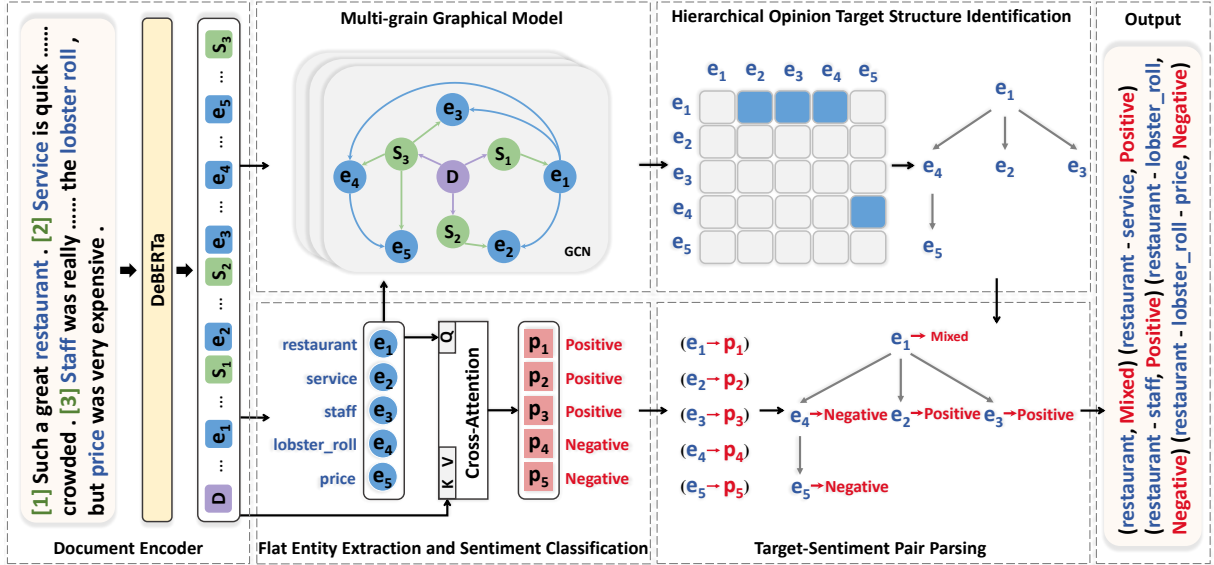 [1] Such a great restaurant . [2] Service is quick ......
crowded . [3] Staff was really ...... the lobster roll ,
but price was very expensive .
DeBERTa
D ... e1 ... S1 e2 ... S2 e3 ... e4 ... e5 ... S3
Document Encoder
Multi-grain Graphical Model
e3
S3
S1
e4
D
e1
S2
e5
e2
GCN
restaurant e1
service e2
staff e3
lobster_roll e4
price e5
Q
K V
Cross-Attention
p1 Positive
p2 Positive
p3 Positive
p4 Negative
p5 Negative
Flat Entity Extraction and Sentiment Classification
Hierarchical Opinion Target Structure Identification
e1 e2 e3 e4 e5
e1
e2
e3
e4
e5
e1
e4 e2 e3
e5
(e1→p1)
(e2→p2)
(e3→p3)
(e4→p4)
(e5→p5)
e1→Mixed
e4→Negative e2→Positive e3→Positive
e5→Negative
Target-Sentiment Pair Parsing
Output
(restaurant, Mixed) (restaurant - service, Positive)
(restaurant - staff, Positive) (restaurant - lobster_roll,
Negative) (restaurant - lobster_roll - price, Negative)